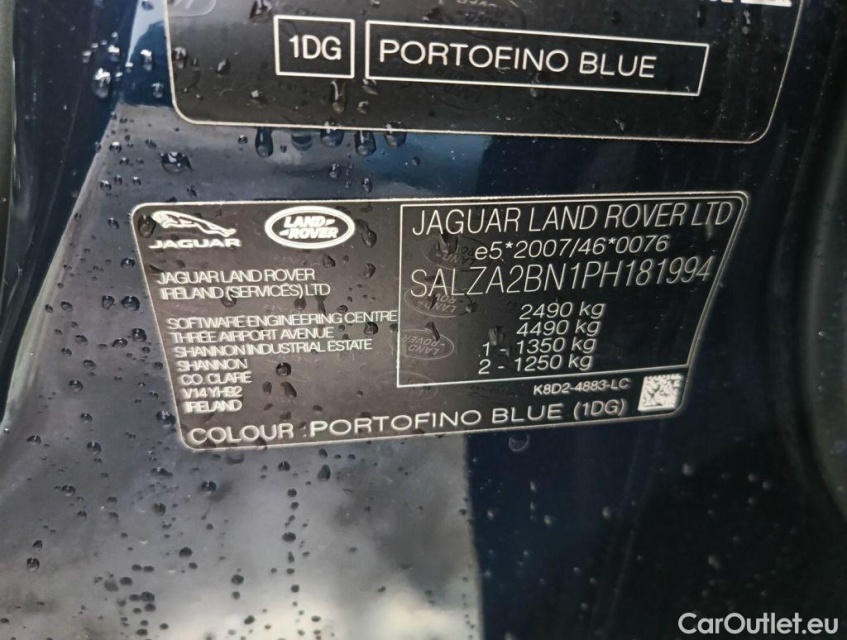 1DG PORTOFINO BLUE
JAGUAR
LAND ROVER
JAGUAR LAND ROVER
IRELAND (SERVICES) LTD
SOFTWARE ENGINEERING CENTRE
THREE AIRPORT AVENUE
SHANNON INDUSTRIAL ESTATE
SHANNON
CO. CLARE
V14 YH92
IRELAND
JAGUAR LAND ROVER LTD
e5*2007/46*0076
SALZA2BN1PH181994
2490 kg
4490 kg
1 - 1350 kg
2 - 1250 kg
K8D2-4883-LC
COLOUR :PORTOFINO BLUE (1DG)
CarOutlet.eu